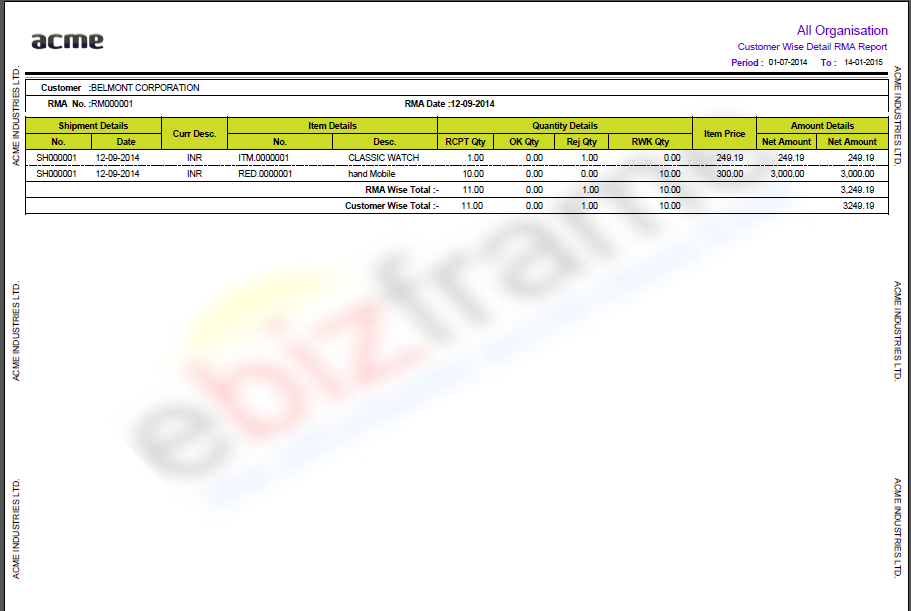 acme
All Organisation
Customer Wise Detail RMA Report
Period : 01-07-2014 To : 14-01-2015
Customer :BELMONT CORPORATION
RMA No. :RM000001 RMA Date :12-09-2014
Shipment Details Curr Desc. Item Details Quantity Details Item Price Amount Details
No. Date No. Desc. RCPT Qty OK Qty Rej Qty RWK Qty Net Amount Net Amount
SH000001 12-09-2014 INR ITM.0000001 CLASSIC WATCH 1.00 0.00 1.00 0.00 249.19 249.19 249.19
SH000001 12-09-2014 INR RED.0000001 hand Mobile 10.00 0.00 0.00 10.00 300.00 3,000.00 3,000.00
RMA Wise Total :- 11.00 0.00 1.00 10.00 3,249.19
Customer Wise Total :- 11.00 0.00 1.00 10.00 3249.19
ACME INDUSTRIES LTD.
ACME INDUSTRIES LTD.
ACME INDUSTRIES LTD.
ACME INDUSTRIES LTD.
ACME INDUSTRIES LTD.
ACME INDUSTRIES LTD.
ebizframe